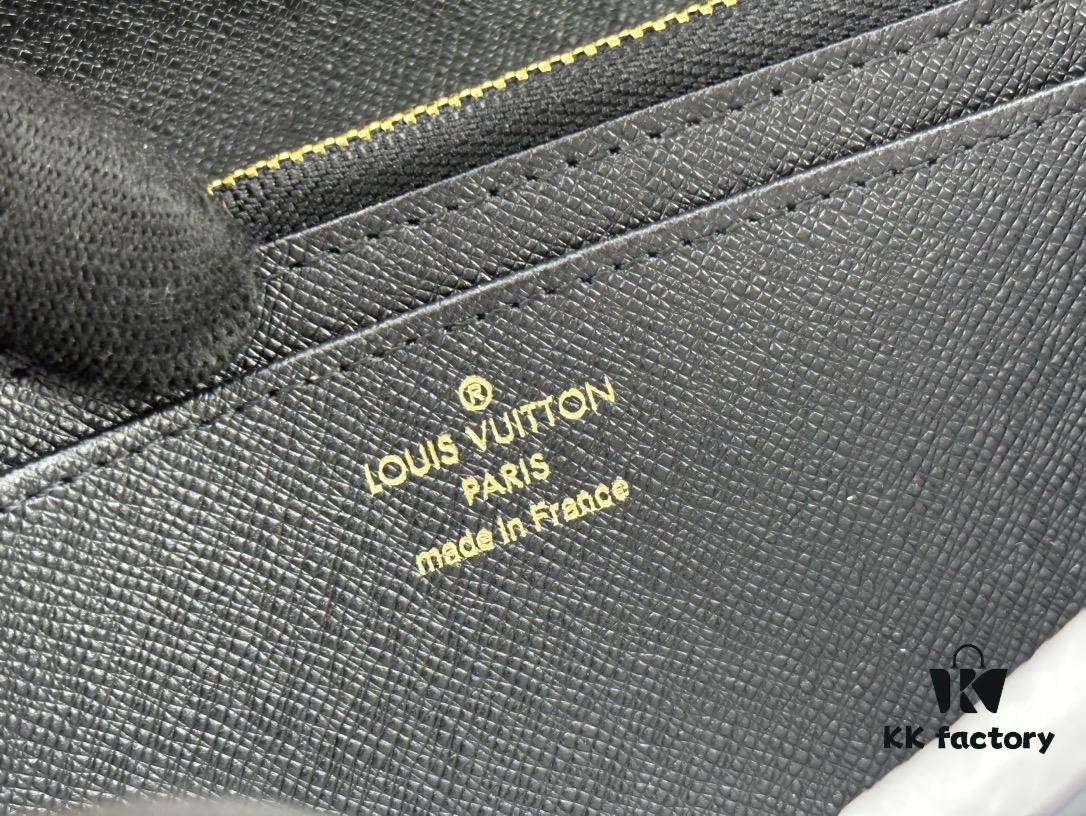 ®
LOUIS VUITTON
PARIS
made in France
KK factory